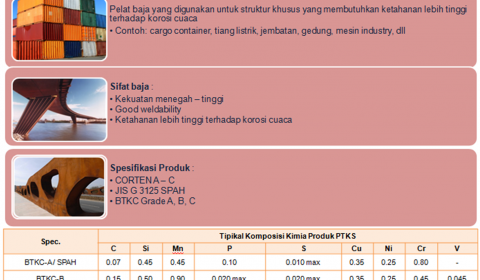 Pelat baja yang digunakan untuk struktur khusus yang membutuhkan ketahanan lebih tinggi
terhadap korosi cuaca
• Contoh: cargo container, tiang listrik, jembatan, gedung, mesin industry, dll
Sifat baja :
• Kekuatan menegah – tinggi
• Good weldability
• Ketahanan lebih tinggi terhadap korosi cuaca
Spesifikasi Produk :
• CORTEN A – C
• JIS G 3125 SPAH
• BTKC Grade A, B, C
Spec. Tipikal Komposisi Kimia Produk PTKS
C Si Mn P S Cu Ni Cr V
BTKC-A/ SPAH 0.07 0.45 0.45 0.10 0.010 max 0.35 0.25 0.80 -
BTKC-B 0.15 0.50 0.90 0.020 max 0.020 max 0.35 0.25 0.45 0.045